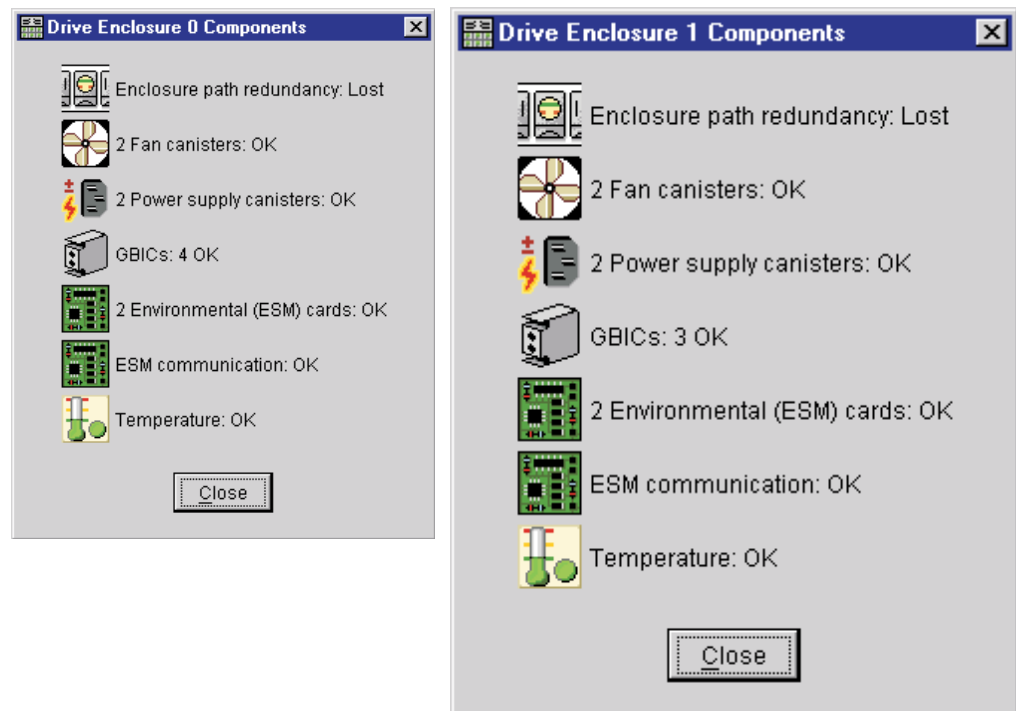 Drive Enclosure 0 Components
Enclosure path redundancy: Lost
2 Fan canisters: OK
2 Power supply canisters: OK
GBICs: 4 OK
2 Environmental (ESM) cards: OK
ESM communication: OK
Temperature: OK
Close
Drive Enclosure 1 Components
Enclosure path redundancy: Lost
2 Fan canisters: OK
2 Power supply canisters: OK
GBICs: 3 OK
2 Environmental (ESM) cards: OK
ESM communication: OK
Temperature: OK
Close